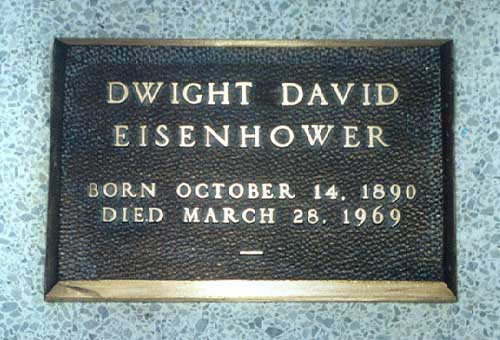 DWIGHT DAVID
EISENHOWER
BORN OCTOBER 14, 1890
DIED MARCH 28, 1969